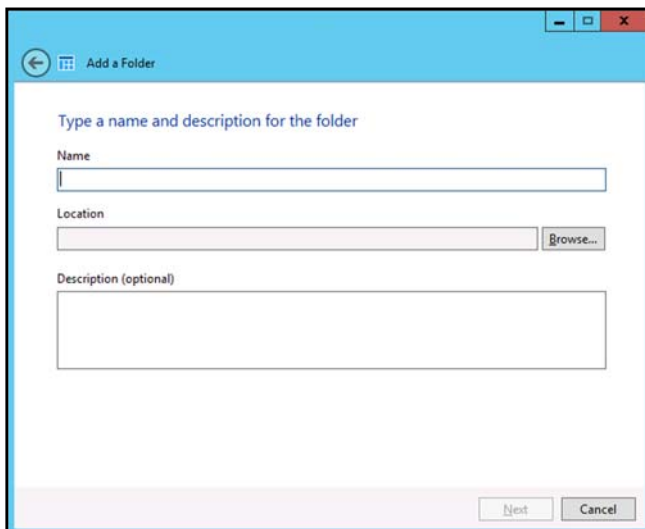 Add a Folder
Type a name and description for the folder
Name
Location
Browse...
Description (optional)
Next Cancel